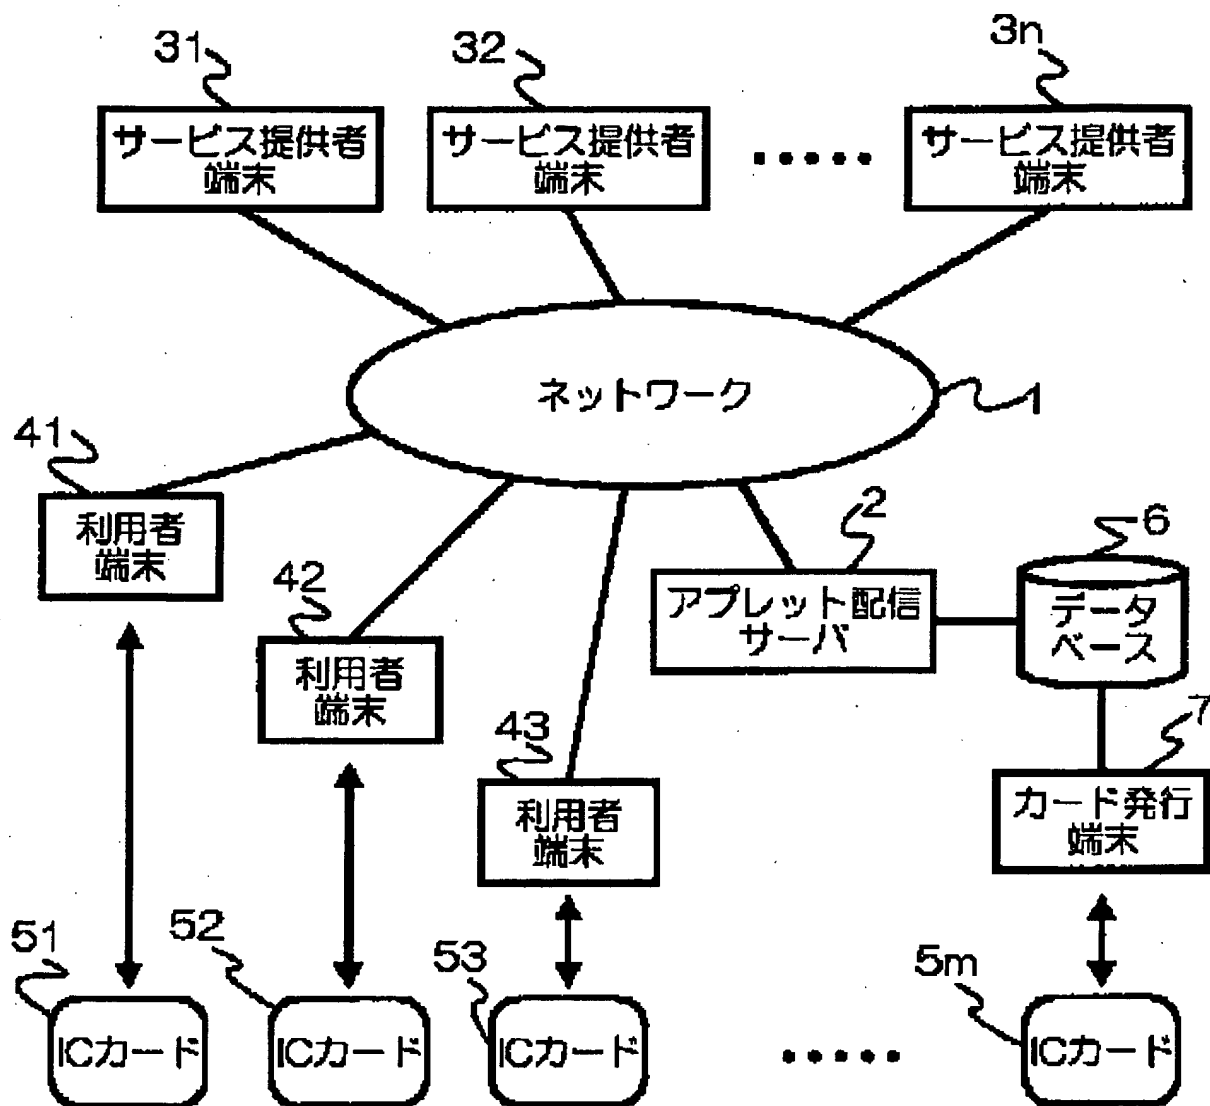 31
32
3n
サービス提供者
端末
サービス提供者
端末
・・・・・
サービス提供者
端末
ネットワーク
1
41
利用者
端末
42
利用者
端末
43
利用者
端末
2
アプレット配信
サーバ
6
データ
ベース
7
カード発行
端末
51
ICカード
52
ICカード
53
ICカード
・・・・・
5m
ICカード